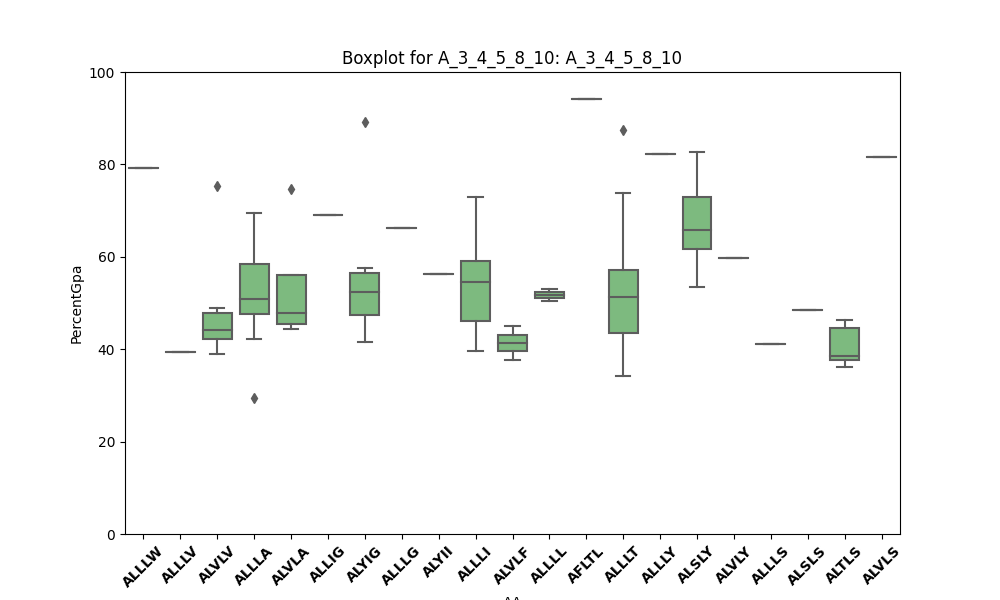 Boxplot for A_3_4_5_8_10: A_3_4_5_8_10
100
80
60
40
20
0
PercentGpa
ALLLW ALLLV ALVLV ALLLA ALVLA ALLIG ALYIG ALLLG ALYII ALLLI ALVLF ALLLL AFLTL ALLLT ALLLY ALSLY ALVLY ALLLS ALSLS ALTLS ALVLS